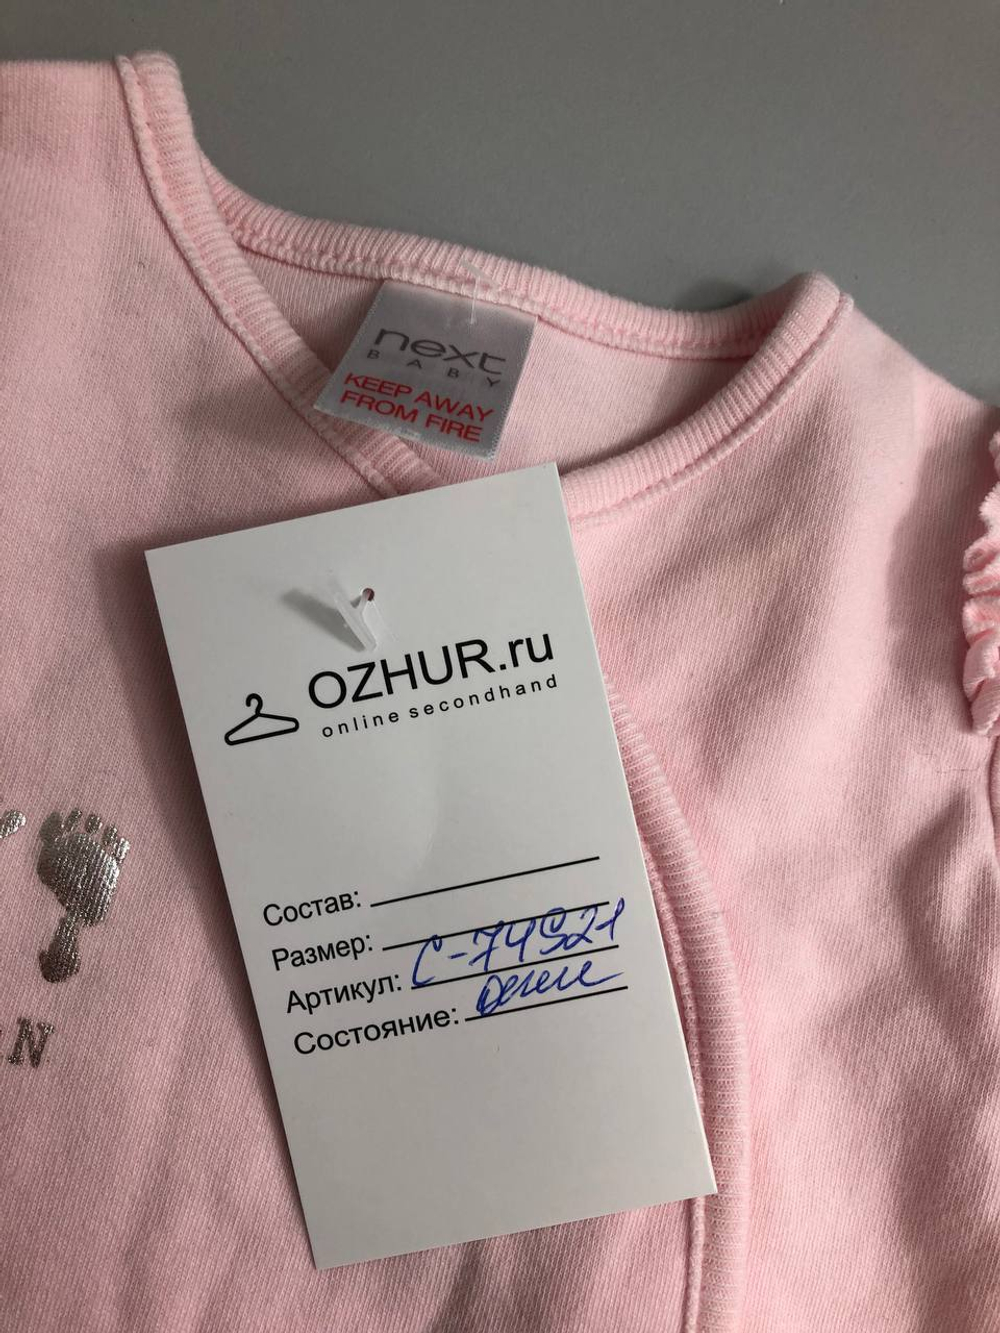 next
BABY
KEEP AWAY
FROM FIRE
OZHUR.ru
online secondhand
Состав:
Размер:
Артикул: С-74521
Состояние:
N